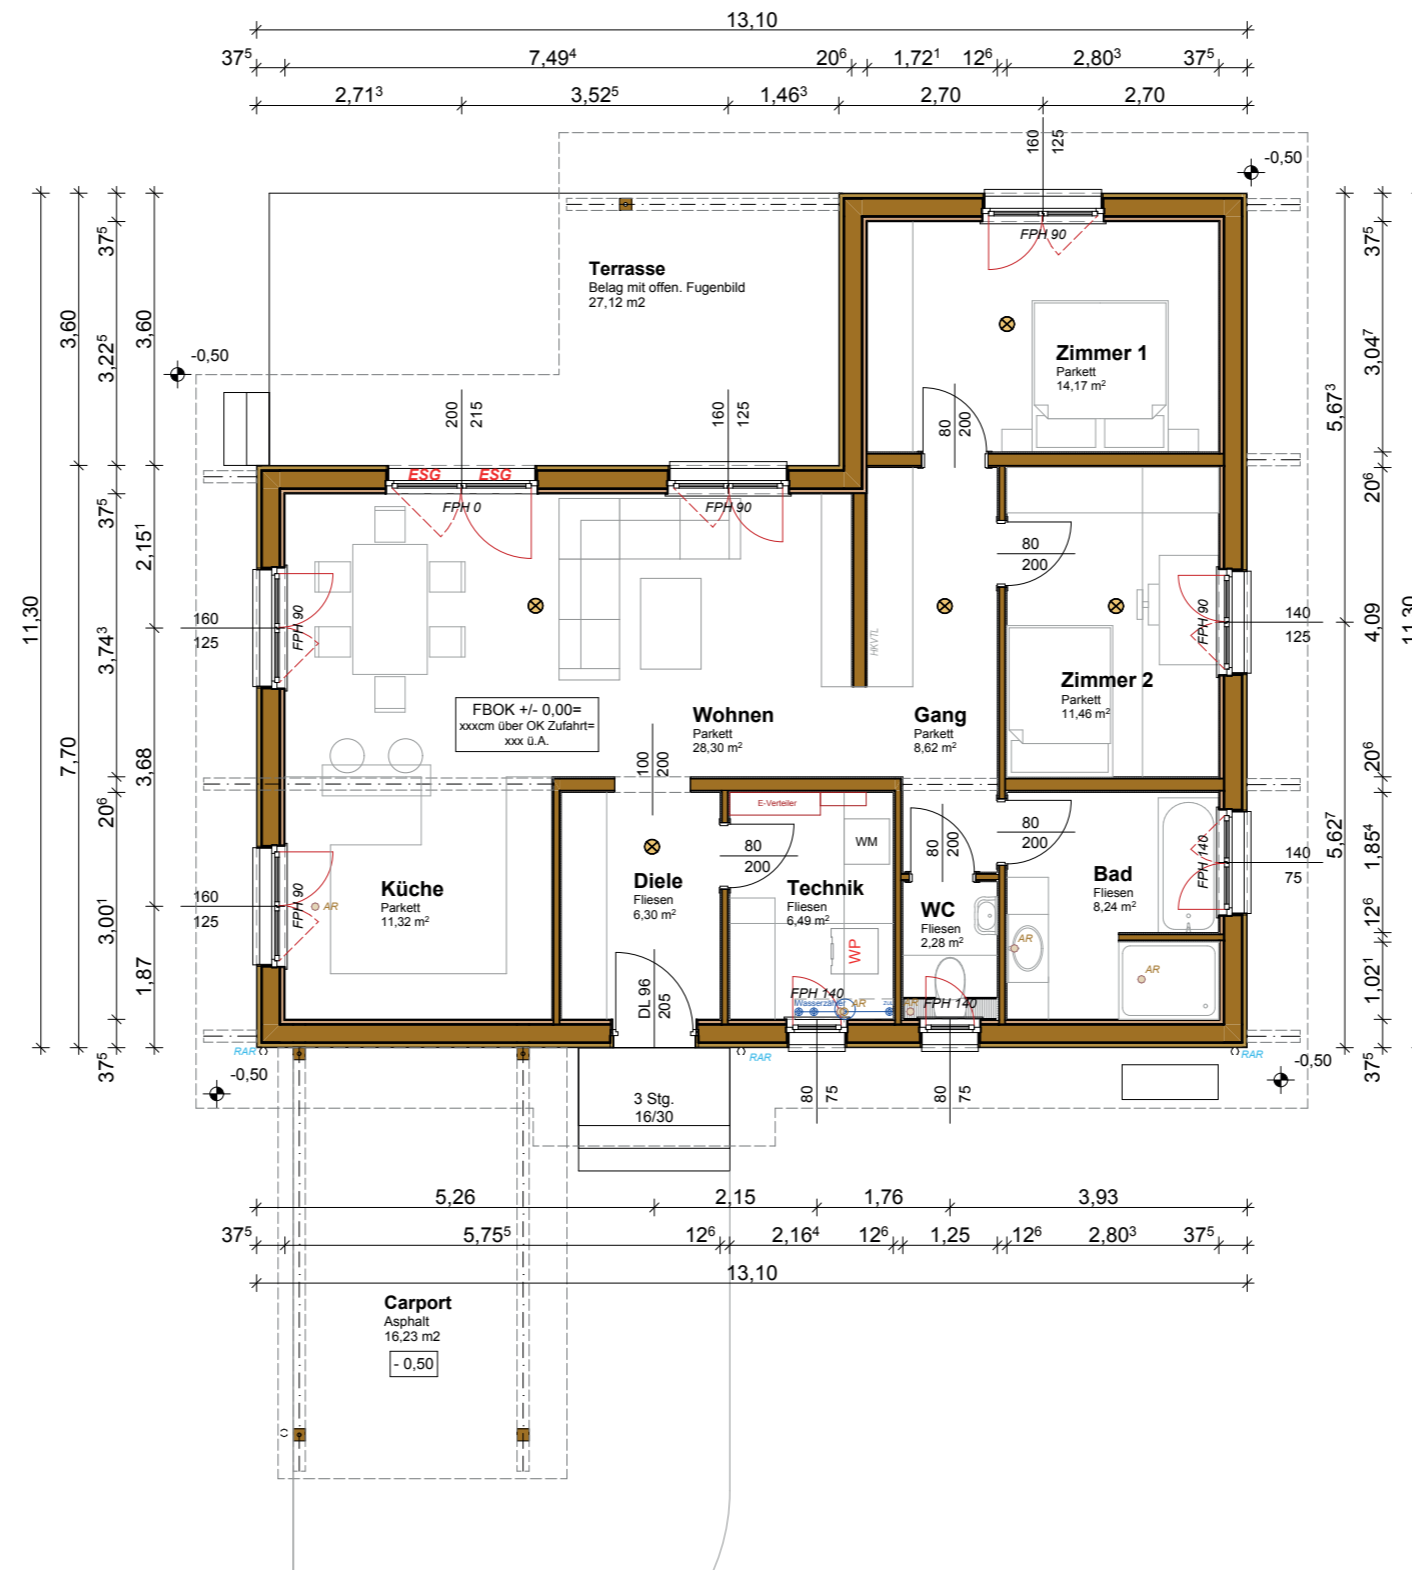 13,10
37⁵ 7,49⁴ 20⁶ 1,72¹ 12⁶ 2,80³ 37⁵
2,71³ 3,52⁵ 1,46³ 2,70 2,70
160
125
-0,50
FPH 90
Terrasse
Belag mit offen. Fugenbild
27,12 m2
Zimmer 1
Parkett
14,17 m²
-0,50
11,30
3,60
7,70
37⁵
3,22⁵
37⁵
3,74³
20⁶
3,00¹
37⁵
3,60
2,15¹
3,68
1,87
200
215
160
125
80
200
ESG ESG
FPH 0
FPH 90
80
200
160
125
FPH 90
HKVTL
FPH 90
140
125
Zimmer 2
Parkett
11,46 m²
FBOK +/- 0,00=
xxxcm über OK Zufahrt=
xxx ü.A.
Wohnen
Parkett
28,30 m²
Gang
Parkett
8,62 m²
100
200
E-Verteiler
WM
80
200
80
200
80
200
FPH 140
140
75
Küche
Parkett
11,32 m²
160
125
FPH 90
AR
Diele
Fliesen
6,30 m²
Technik
Fliesen
6,49 m²
WC
Fliesen
2,28 m²
Bad
Fliesen
8,24 m²
AR
AR
WP
DL 96
205
FPH 140
Wasserzähler
AR
AR
FPH 140
RAR
RAR
RAR
-0,50
-0,50
3 Stg.
16/30
80
75
80
75
37⁵
3,04⁷
20⁶
4,09
20⁶
1,85⁴
12⁶
1,02¹
37⁵
5,67³
5,62⁷
11,30
5,26 2,15 1,76 3,93
37⁵ 5,75⁵ 12⁶ 2,16⁴ 12⁶ 1,25 12⁶ 2,80³ 37⁵
13,10
Carport
Asphalt
16,23 m2
- 0,50